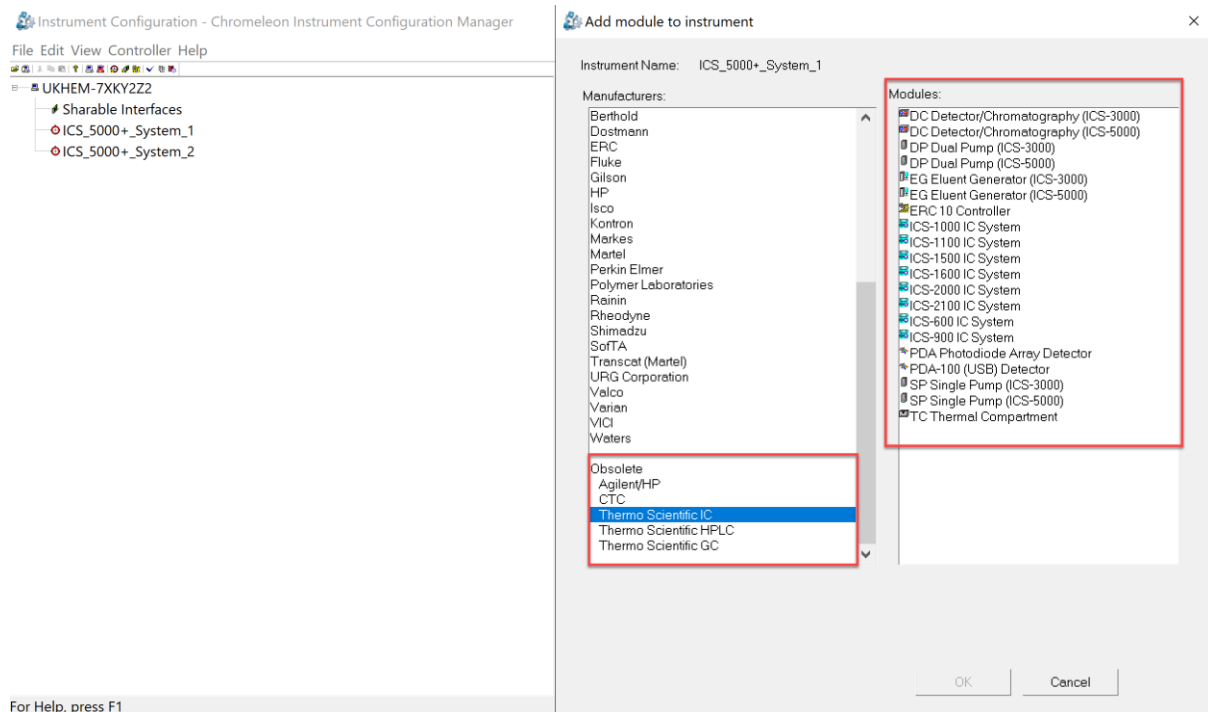 Instrument Configuration - Chromeleon Instrument Configuration Manager
File Edit View Controller Help
UKHEM-7XKY2Z2
Sharable Interfaces
ICS_5000+_System_1
ICS_5000+_System_2
For Help, press F1
Add module to instrument
Instrument Name: ICS_5000+_System_1
Manufacturers:
Berthold
Dostmann
ERC
Fluke
Gilson
HP
Isco
Kontron
Markes
Martel
Perkin Elmer
Polymer Laboratories
Rainin
Rheodyne
Shimadzu
SofTA
Transcat (Martel)
URG Corporation
Valco
Varian
VICI
Waters
Obsolete
Agilent/HP
CTC
Thermo Scientific IC
Thermo Scientific HPLC
Thermo Scientific GC
Modules:
DC Detector/Chromatography (ICS-3000)
DC Detector/Chromatography (ICS-5000)
DP Dual Pump (ICS-3000)
DP Dual Pump (ICS-5000)
EG Eluent Generator (ICS-3000)
EG Eluent Generator (ICS-5000)
ERC 10 Controller
ICS-1000 IC System
ICS-1100 IC System
ICS-1500 IC System
ICS-1600 IC System
ICS-2000 IC System
ICS-2100 IC System
ICS-600 IC System
ICS-900 IC System
PDA Photodiode Array Detector
PDA-100 (USB) Detector
SP Single Pump (ICS-3000)
SP Single Pump (ICS-5000)
TC Thermal Compartment
OK
Cancel